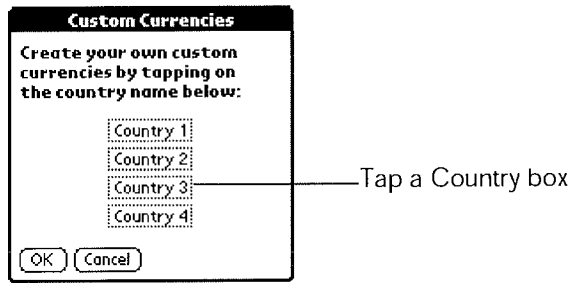 Custom Currencies
Create your own custom
currencies by tapping on
the country name below:
Country 1
Country 2
Country 3
Tap a Country box
Country 4
OK Cancel